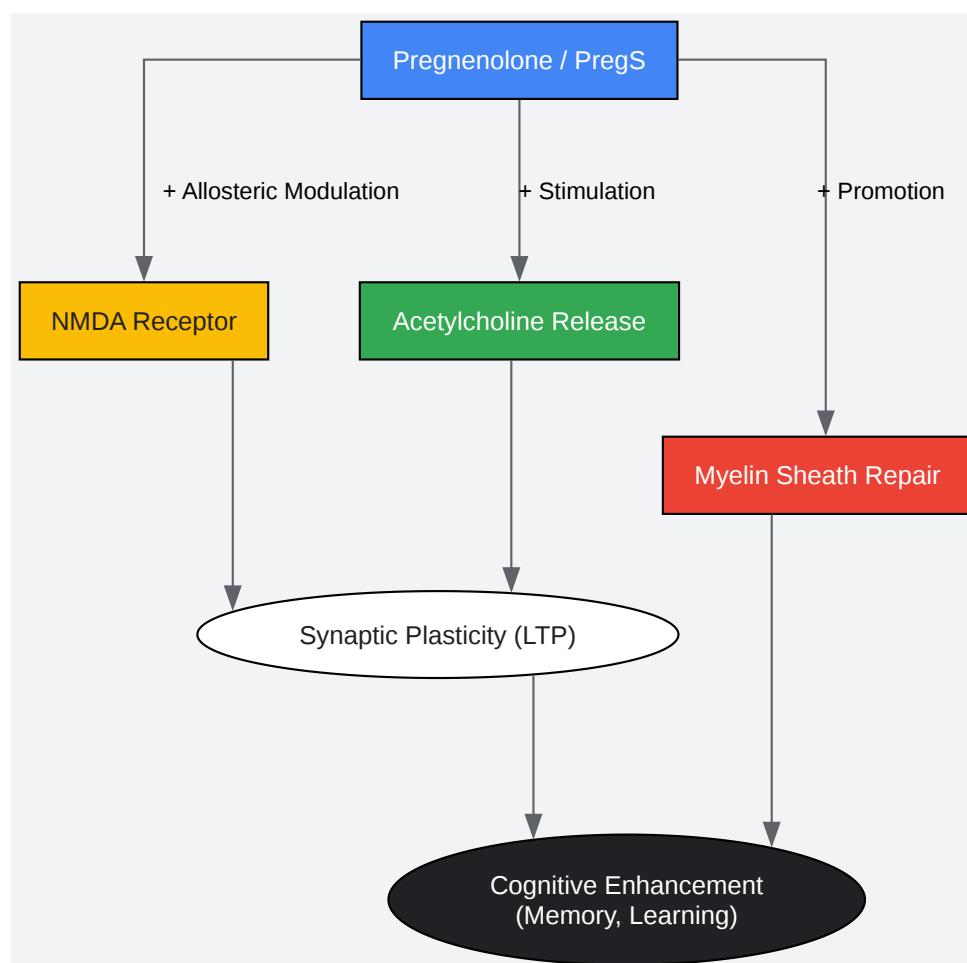 Pregnenolone / PregS
+ Allosteric Modulation
+ Stimulation
+ Promotion
NMDA Receptor
Acetylcholine Release
Myelin Sheath Repair
Synaptic Plasticity (LTP)
Cognitive Enhancement
(Memory, Learning)